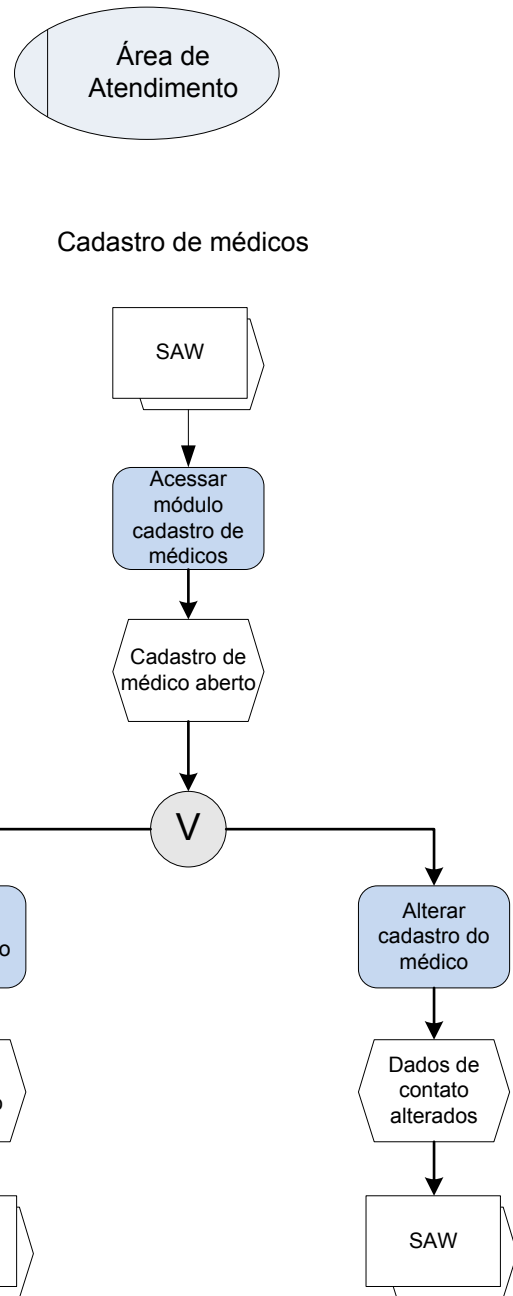 Área de
Atendimento
Cadastro de médicos
SAW
Acessar
módulo
cadastro de
médicos
Cadastro de
médico aberto
V
o
Alterar
cadastro do
médico
o
Dados de
contato
alterados
SAW